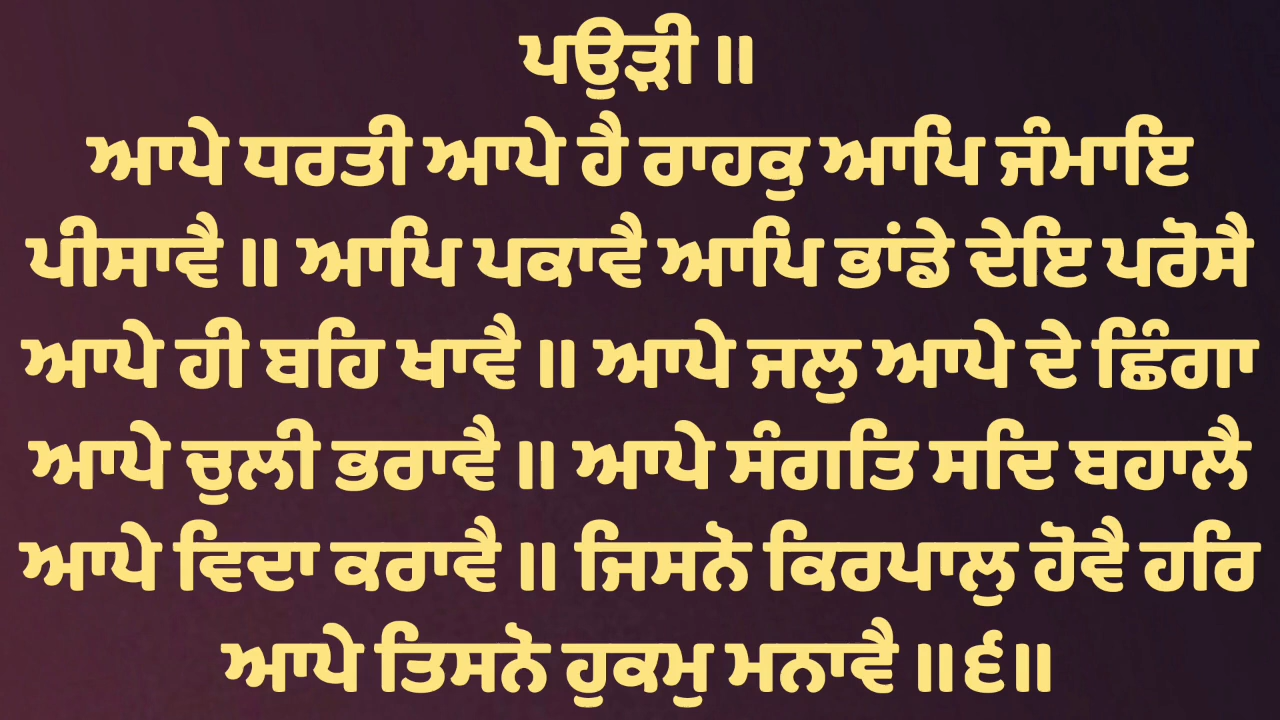 ਪਉੜੀ ॥
ਆਪੇ ਧਰਤੀ ਆਪੇ ਹੈ ਰਾਹਕੁ ਆਪਿ ਜੰਮਾਇ
ਪੀਸਾਵੈ ॥ ਆਪਿ ਪਕਾਵੈ ਆਪਿ ਭਾਂਡੇ ਦੇਇ ਪਰੋਸੈ
ਆਪੇ ਹੀ ਬਹਿ ਖਾਵੈ ॥ ਆਪੇ ਜਲੁ ਆਪੇ ਦੇ ਛਿੰਗਾ
ਆਪੇ ਚੁਲੀ ਭਰਾਵੈ ॥ ਆਪੇ ਸੰਗਤਿ ਸਦਿ ਬਹਾਲੈ
ਆਪੇ ਵਿਦਾ ਕਰਾਵੈ ॥ ਜਿਸਨੋ ਕਿਰਪਾਲੁ ਹੋਵੈ ਹਰਿ
ਆਪੇ ਤਿਸਨੋ ਹੁਕਮੁ ਮਨਾਵੈ ॥੬॥